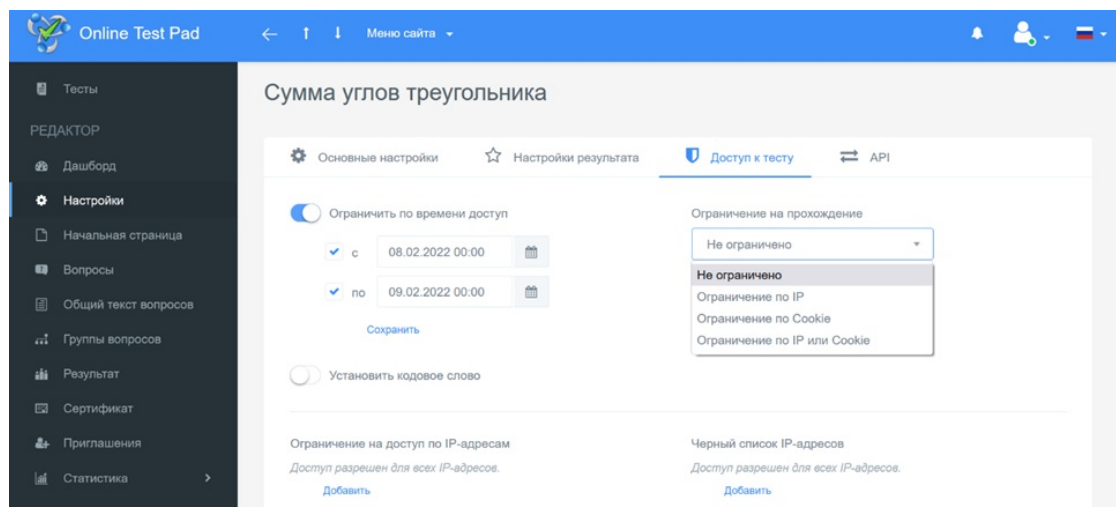 Online Test Pad
Меню сайта
Тесты
РЕДАКТОР
Дашборд
Настройки
Начальная страница
Вопросы
Общий текст вопросов
Группы вопросов
Результат
Сертификат
Приглашения
Статистика
Сумма углов треугольника
Основные настройки
Настройки результата
Доступ к тесту
API
Ограничить по времени доступ
с 08.02.2022 00:00
по 09.02.2022 00:00
Сохранить
Установить кодовое слово
Ограничение на прохождение
Не ограничено
Не ограничено
Ограничение по IP
Ограничение по Cookie
Ограничение по IP или Cookie
Ограничение на доступ по IP-адресам
Доступ разрешен для всех IP-адресов.
Добавить
Черный список IP-адресов
Доступ разрешен для всех IP-адресов.
Добавить